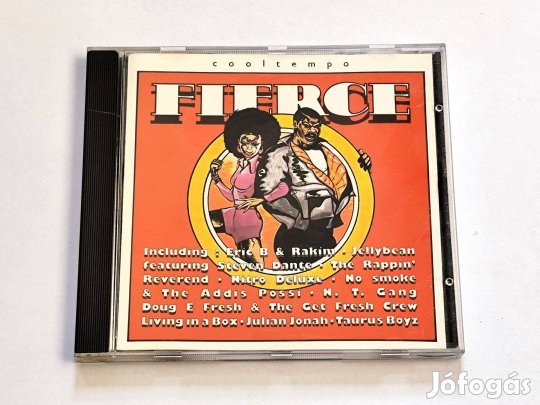 cooltempo
FIERCE
Including : Eric B & Rakim · Jellybean
featuring Steven Dante · The Rappin'
Reverend · Nitro Deluxe · No smoke
& The Addis Possi · N. T. Gang
Doug E Fresh & The Get Fresh Crew
Living in a Box · Julian Jonah · Taurus Boyz
Jófogás